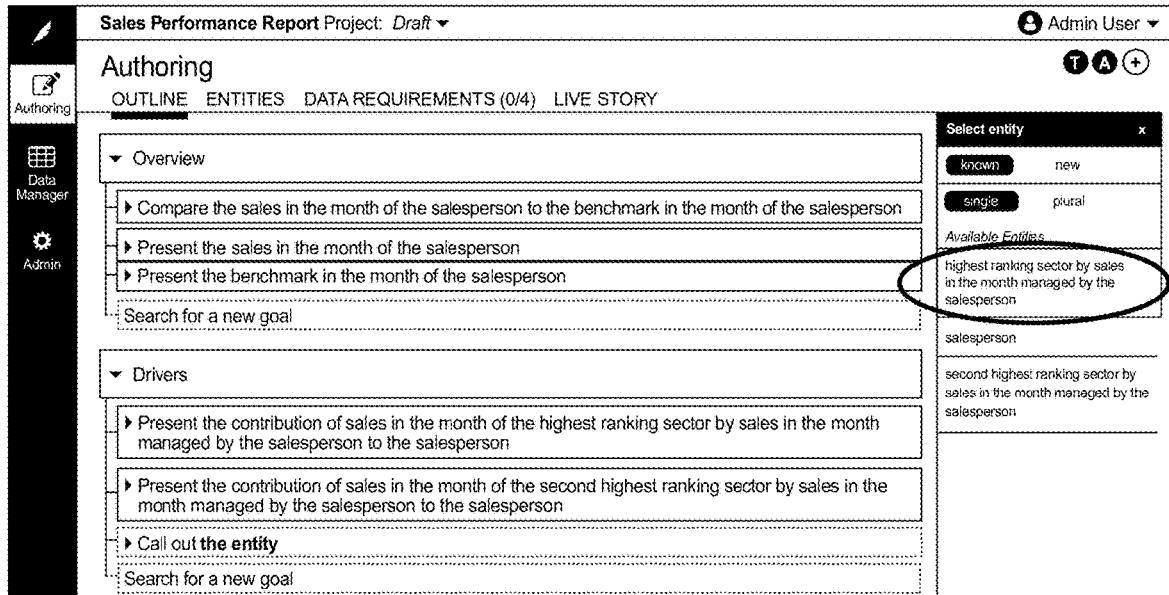 Sales Performance Report Project: Draft
Admin User
Authoring
T A +
OUTLINE ENTITIES DATA REQUIREMENTS (0/4) LIVE STORY
Authoring
Data
Manager
Admin
Overview
Compare the sales in the month of the salesperson to the benchmark in the month of the salesperson
Present the sales in the month of the salesperson
Present the benchmark in the month of the salesperson
Search for a new goal
Drivers
Present the contribution of sales in the month of the highest ranking sector by sales in the month
managed by the salesperson to the salesperson
Present the contribution of sales in the month of the second highest ranking sector by sales in the
month managed by the salesperson to the salesperson
Call out the entity
Search for a new goal
Select entity x
known new
single plural
Available Entities
highest ranking sector by sales
in the month managed by the
salesperson
salesperson
second highest ranking sector by
sales in the month managed by the
salesperson